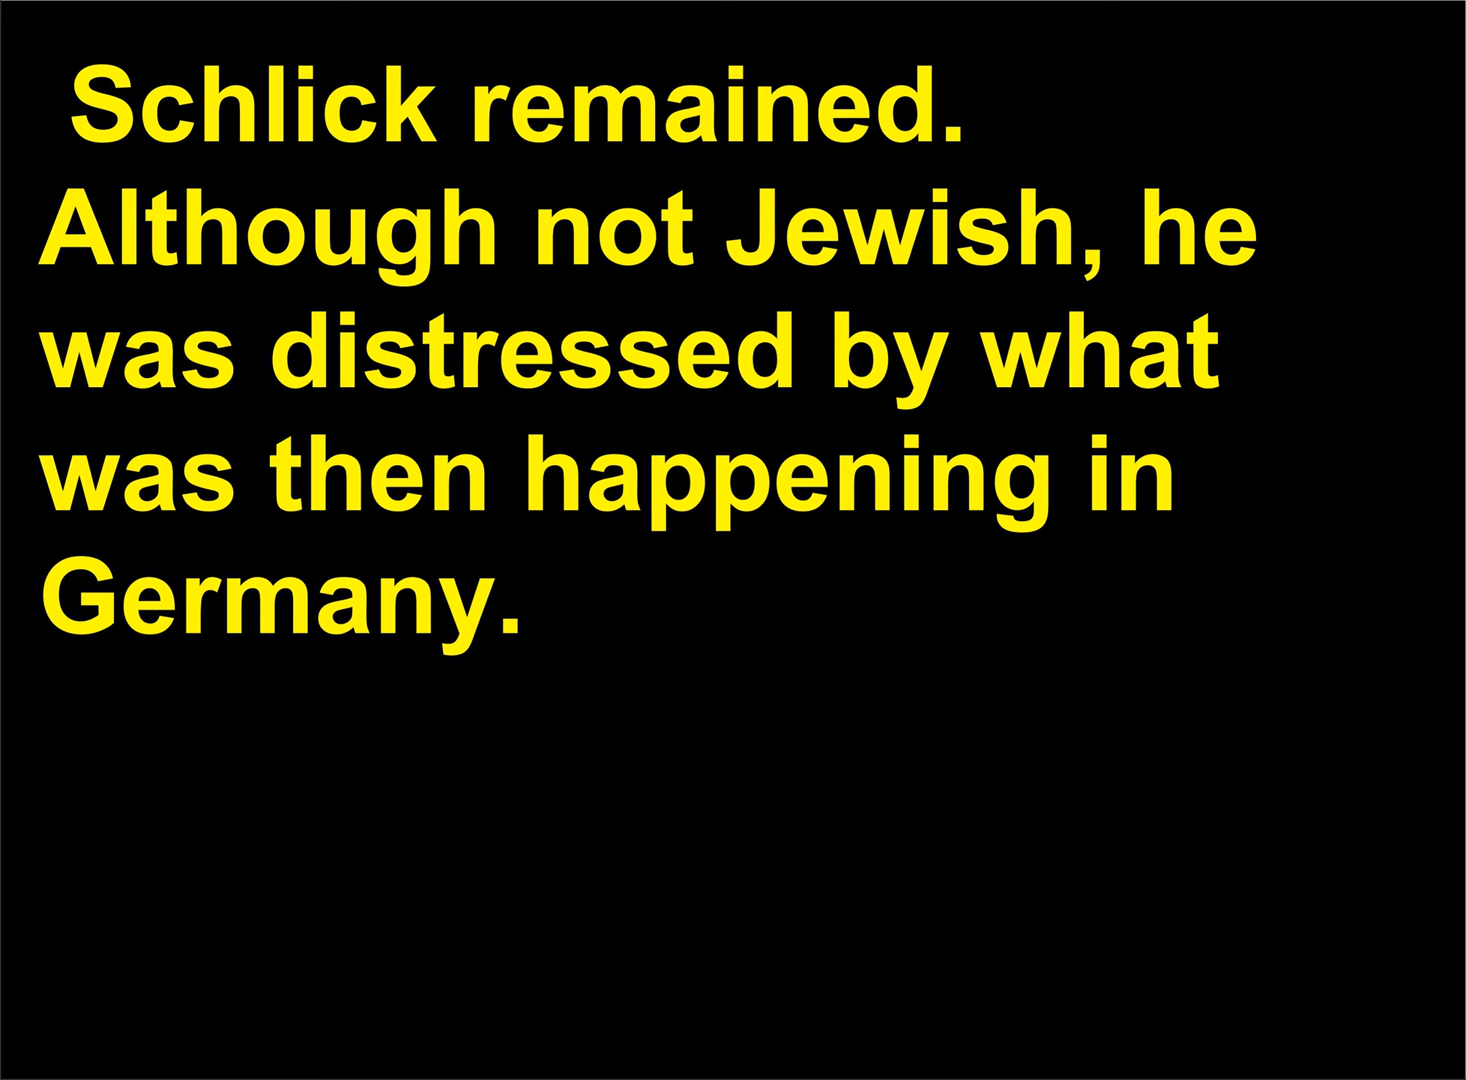 Schlick remained.
Although not Jewish, he
was distressed by what
was then happening in
Germany.